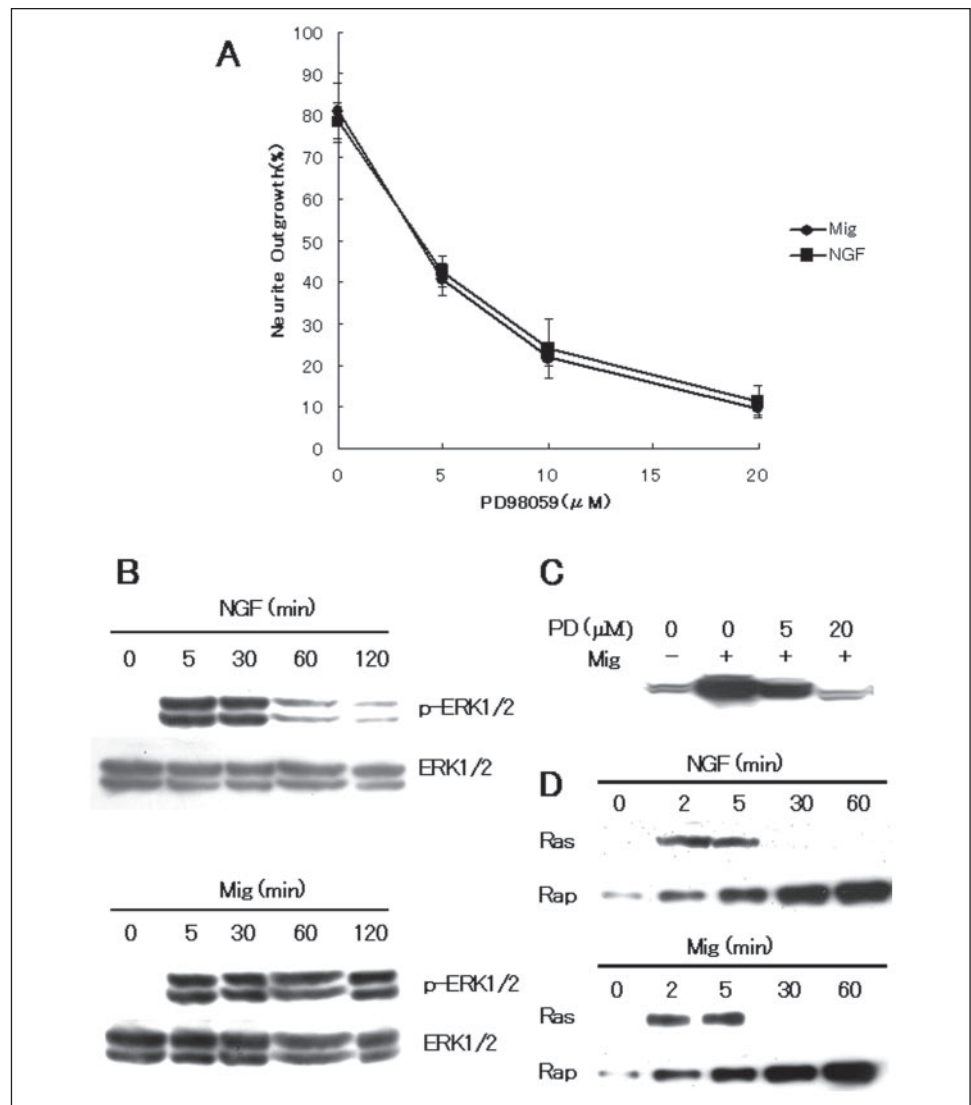 A
100
90
80
70
60
50
40
30
20
10
0
Neurite Outgrowth(%)
0 5 10 15 20
PD98059(μM)
Mig
NGF
B
NGF (min)
0 5 30 60 120
p-ERK1/2
ERK1/2
Mig (min)
0 5 30 60 120
p-ERK1/2
ERK1/2
C
PD (μM) 0 0 5 20
Mig − + + +
D
NGF (min)
0 2 5 30 60
Ras
Rap
Mig (min)
0 2 5 30 60
Ras
Rap